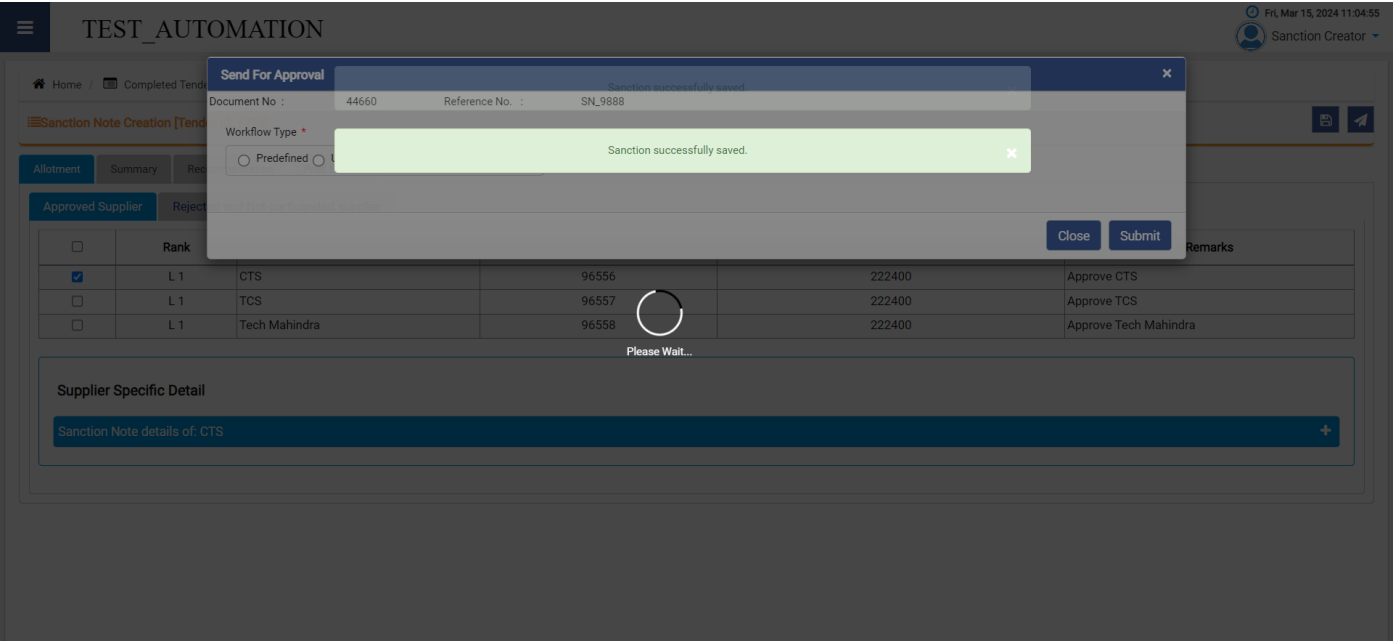 Fri, Mar 15, 2024 11:04:55
TEST_AUTOMATION
Sanction Creator
Send For Approval
Home / Completed Tende
Sanction successfully saved.
Document No : 44660 Reference No. : SN_9888
Sanction Note Creation [Tend
Workflow Type *
Sanction successfully saved.
Predefined
Allotment Summary Rec
Approved Supplier Reject
Close Submit
Rank Remarks
L 1 CTS 96556 222400 Approve CTS
L 1 TCS 96557 222400 Approve TCS
L 1 Tech Mahindra 96558 222400 Approve Tech Mahindra
Please Wait...
Supplier Specific Detail
Sanction Note details of: CTS